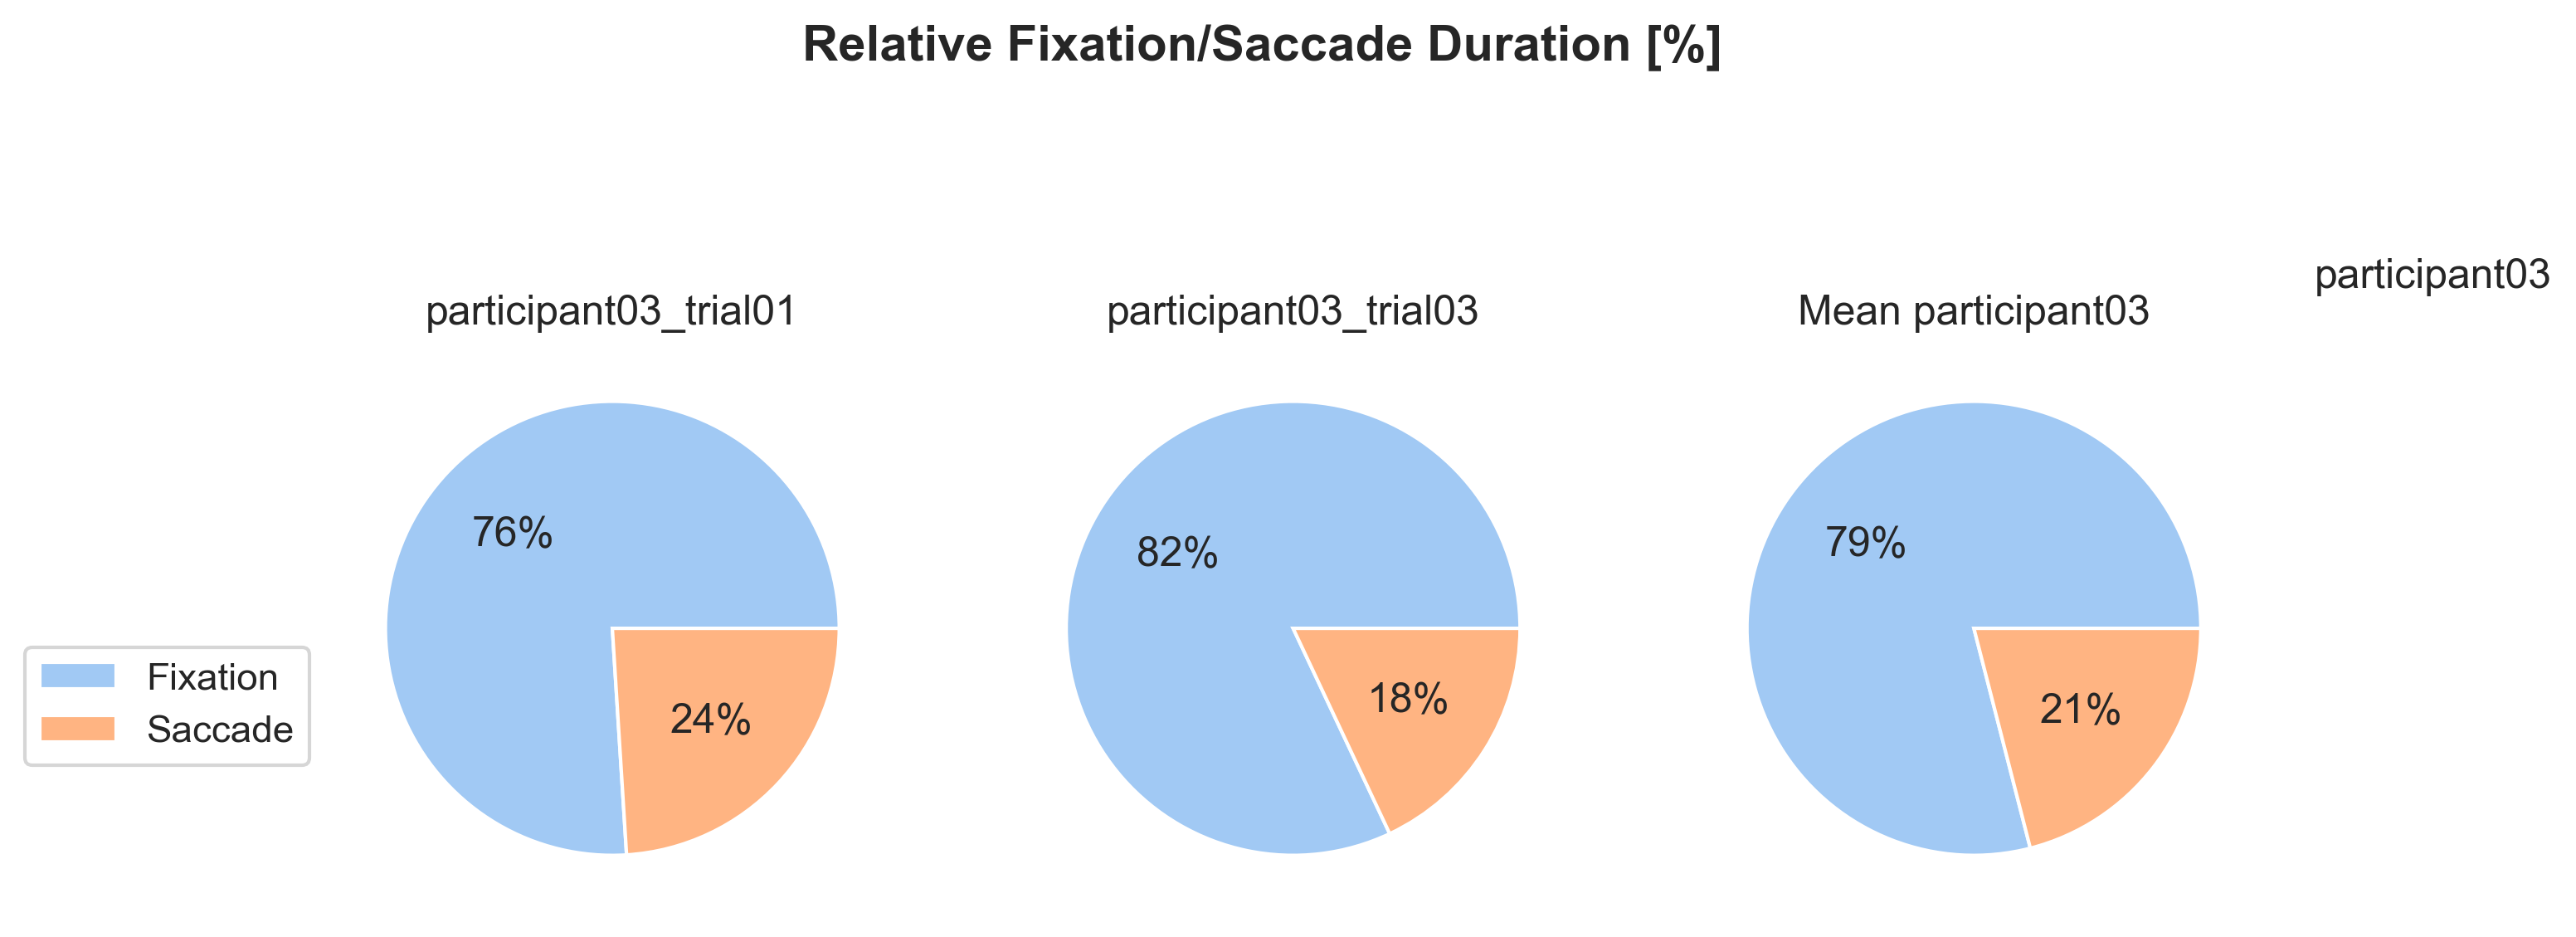 Relative Fixation/Saccade Duration [%]
participant03
participant03_trial01
participant03_trial03
Mean participant03
76%
24%
82%
18%
79%
21%
Fixation
Saccade